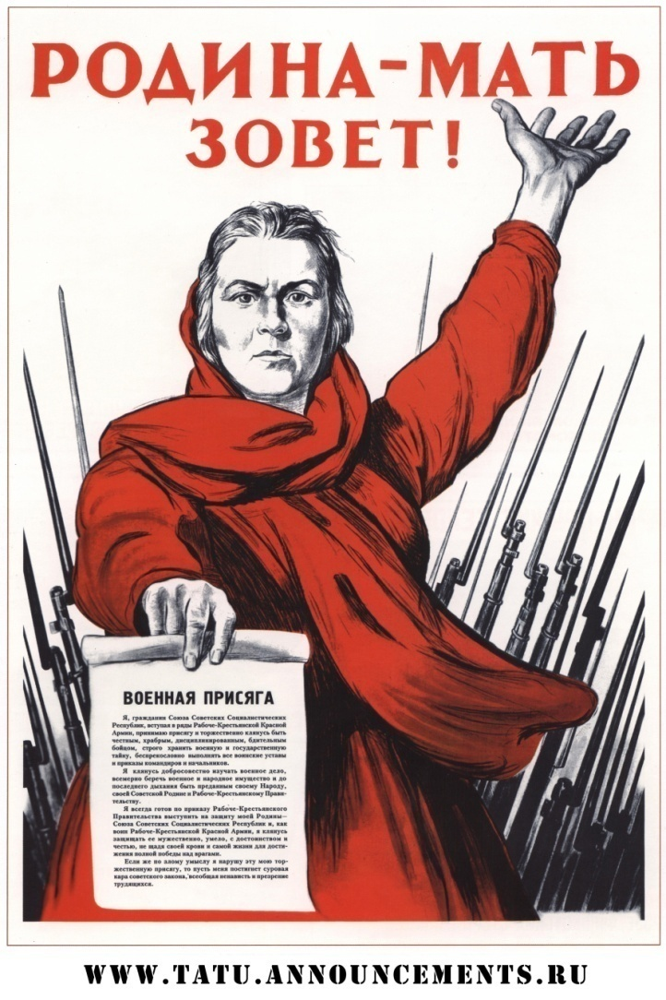 РОДИНА-МАТЬ
ЗОВЕТ!
ВОЕННАЯ ПРИСЯГА
Я, гражданин Союза Советских Социалистических
Республик, вступая в ряды Рабоче-Крестьянской Красной
Армии, принимаю присягу и торжественно клянусь быть
честным, храбрым, дисциплинированным, бдительным
бойцом, строго хранить военную и государственную
тайну, беспрекословно выполнять все воинские уставы
и приказы командиров и начальников.
Я клянусь добросовестно изучать военное дело,
всемерно беречь военное и народное имущество и до
последнего дыхания быть преданным своему Народу,
своей Советской Родине и Рабоче-Крестьянскому Прави-
тельству.
Я всегда готов по приказу Рабоче-Крестьянского
Правительства выступить на защиту моей Родины—
Союза Советских Социалистических Республик и, как
воин Рабоче-Крестьянской Красной Армии, я клянусь
защищать ее мужественно, умело, с достоинством и
честью, не щадя своей крови и самой жизни для дости-
жения полной победы над врагами.
Если же по злому умыслу я нарушу эту мою тор-
жественную присягу, то пусть меня постигнет суровая
кара советского закона, всеобщая ненависть и презрение
трудящихся.
WWW.TATU.ANNOUNCEMENTS.RU